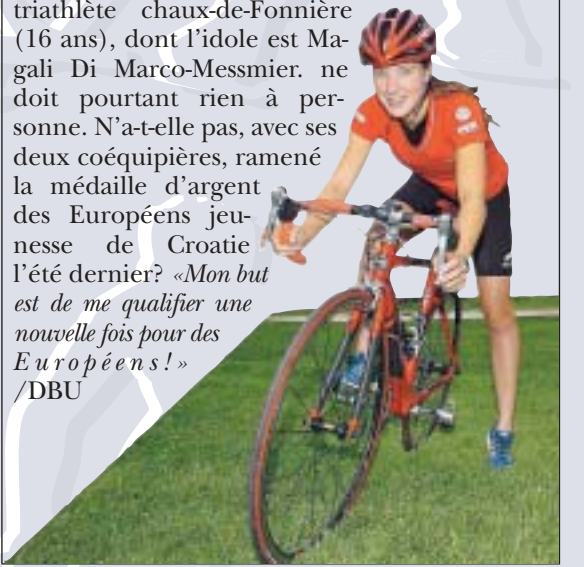 triathlète chaux-de-Fonnière
(16 ans), dont l'idole est Ma-
gali Di Marco-Messmier. ne
doit pourtant rien à per-
sonne. N'a-t-elle pas, avec ses
deux coéquipières, ramené
la médaille d'argent
des Européens jeu-
nesse de Croatie
l'été dernier? «Mon but
est de me qualifier une
nouvelle fois pour des
Européens!»
/DBU